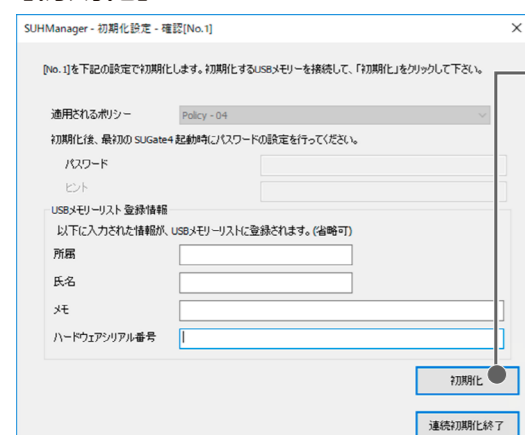 SUHManager - 初期化設定 - 確認[No.1]
[No. 1]を下記の設定で初期化します。初期化するUSBメモリーを接続して、「初期化」をクリックして下さい。
適用されるポリシー Policy - 04
初期化後、最初の SUGate4 起動時にパスワードの設定を行ってください。
パスワード
ヒント
USBメモリーリスト 登録情報
以下に入力された情報が、USBメモリーリストに登録されます。(省略可)
所属
氏名
メモ
ハードウェアシリアル番号
初期化
連続初期化終了